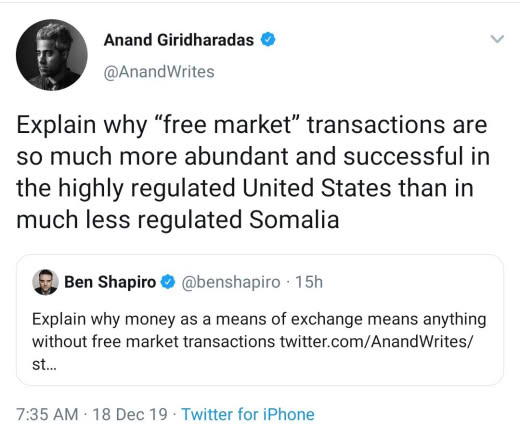 Anand Giridharadas
@AnandWrites
Explain why “free market” transactions are
so much more abundant and successful in
the highly regulated United States than in
much less regulated Somalia
Ben Shapiro @benshapiro · 15h
Explain why money as a means of exchange means anything
without free market transactions twitter.com/AnandWrites/
st...
7:35 AM · 18 Dec 19 · Twitter for iPhone